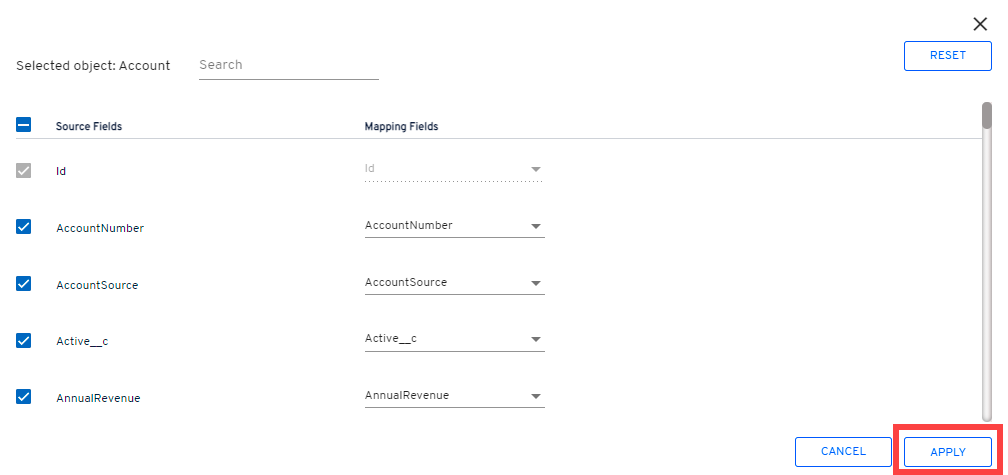 RESET
Selected object: Account Search
Source Fields Mapping Fields
Id Id
AccountNumber AccountNumber
AccountSource AccountSource
Active__c Active__c
AnnualRevenue AnnualRevenue
CANCEL APPLY